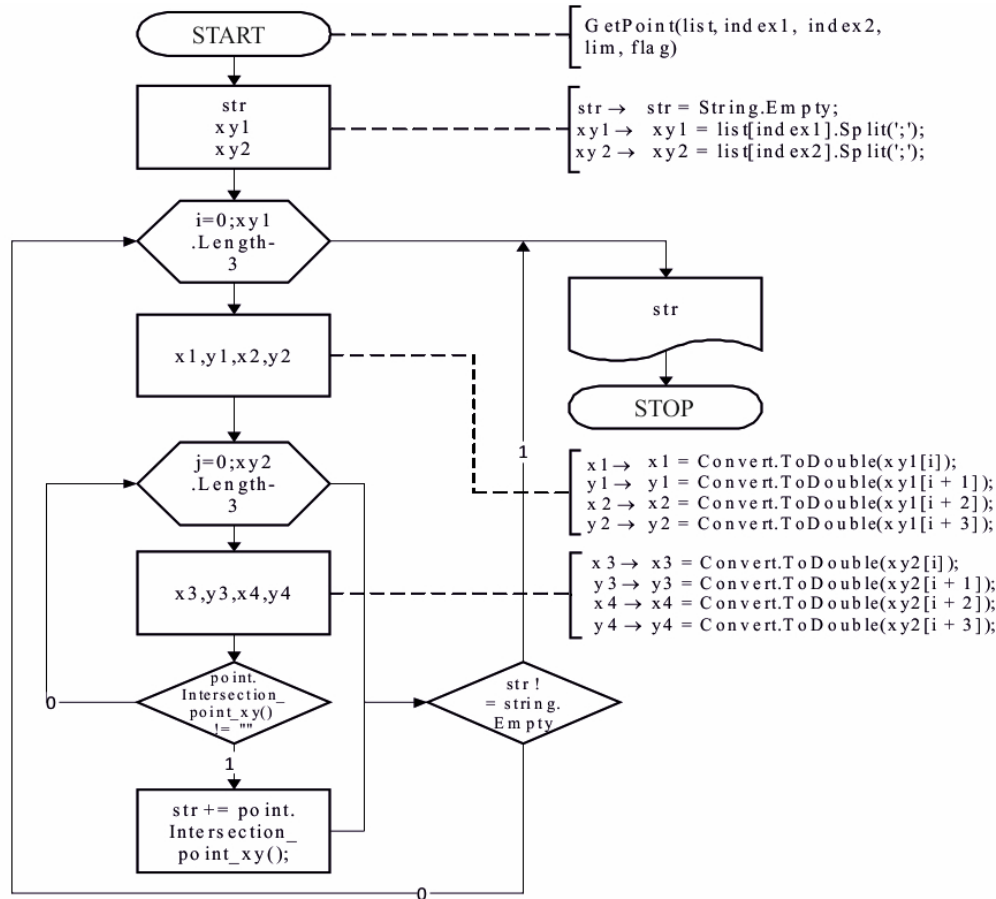 START
GetPoint(list, index1, index2,
lim, flag)
str
xy1
xy2
str → str = String.Empty;
xy1 → xy1 = list[index1].Split(';');
xy2 → xy2 = list[index2].Split(';');
i=0;xy1
.Length-
3
str
STOP
x1,y1,x2,y2
1
x1 → x1 = Convert.ToDouble(xy1[i]);
y1 → y1 = Convert.ToDouble(xy1[i + 1]);
x2 → x2 = Convert.ToDouble(xy1[i + 2]);
y2 → y2 = Convert.ToDouble(xy1[i + 3]);
j=0;xy2
.Length-
3
x3,y3,x4,y4
x3 → x3 = Convert.ToDouble(xy2[i]);
y3 → y3 = Convert.ToDouble(xy2[i + 1]);
x4 → x4 = Convert.ToDouble(xy2[i + 2]);
y4 → y4 = Convert.ToDouble(xy2[i + 3]);
0
point.
Intersection_
point_xy()
!= ""
str!
= string.
Empty
1
str += point.
Intersection_
point_xy();
0